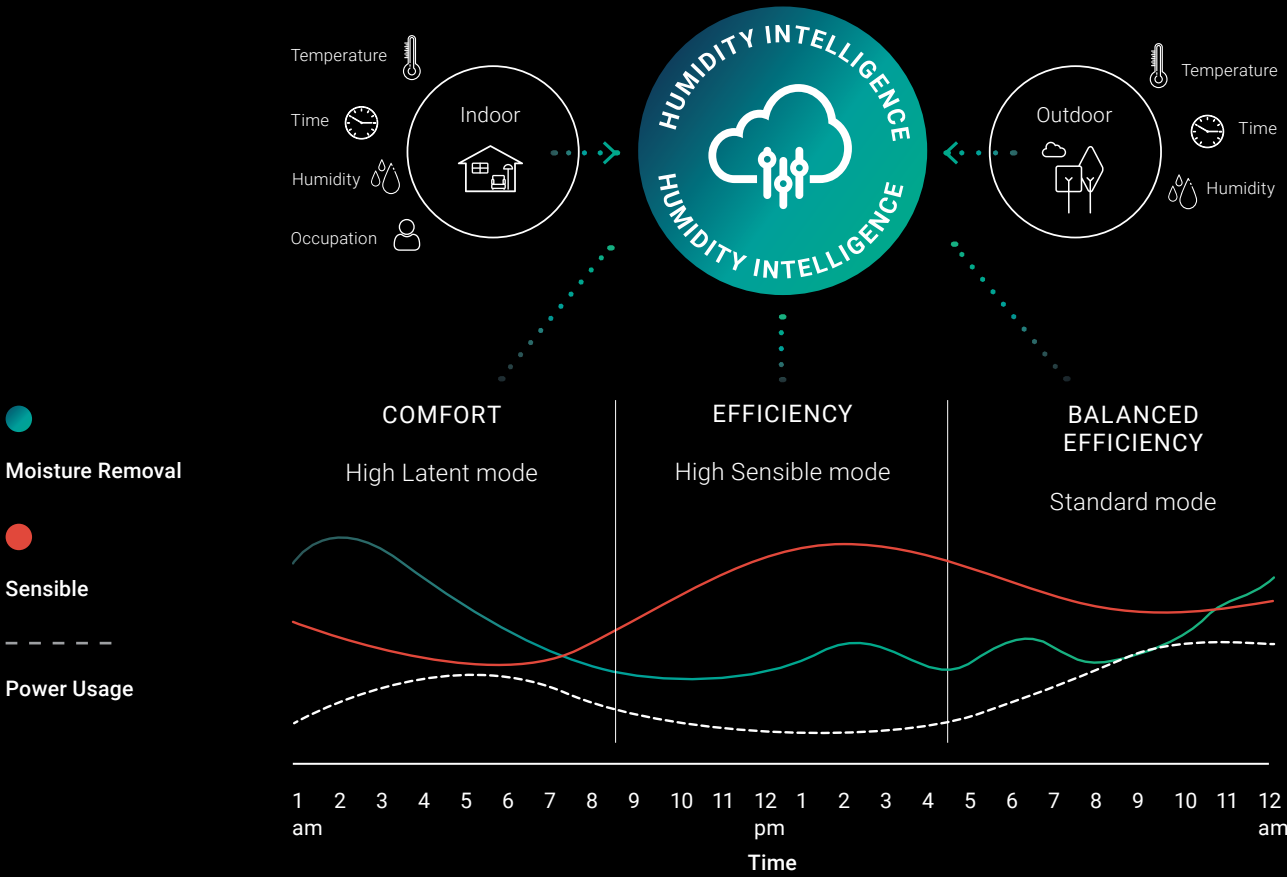 HUMIDITY INTELLIGENCE
HUMIDITY INTELLIGENCE
Temperature
Time
Humidity
Occupation
Indoor
Outdoor
Temperature
Time
Humidity
Moisture Removal
Sensible
Power Usage
COMFORT
High Latent mode
EFFICIENCY
High Sensible mode
BALANCED
EFFICIENCY
Standard mode
1 2 3 4 5 6 7 8 9 10 11 12 1 2 3 4 5 6 7 8 9 10 11 12
am pm am
Time